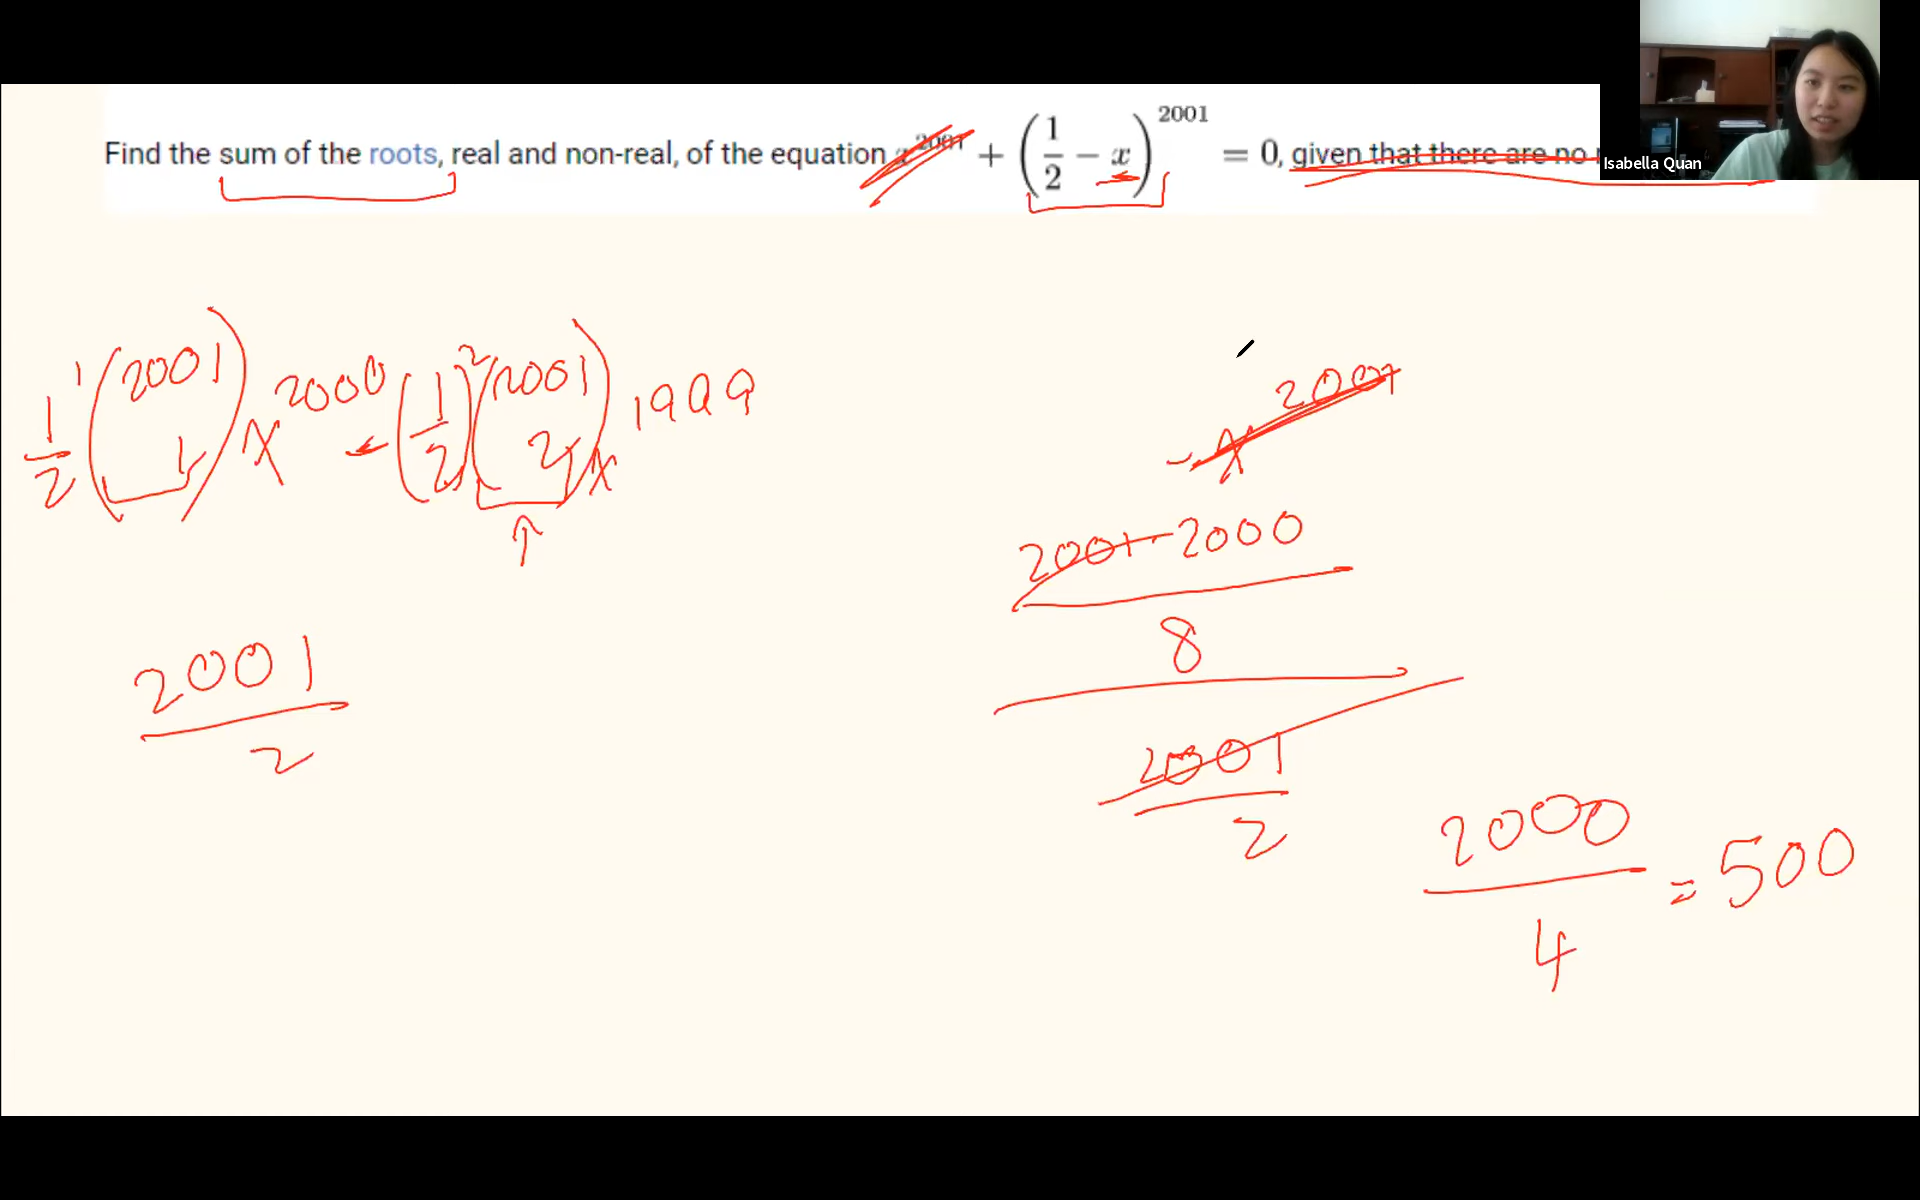 Find the sum of the roots, real and non-real, of the equation x^2001 + (1/2 − x)^2001 = 0, given that there are no
Isabella Quan
1/2^1 (2001 1) x^2000 - (1/2)^2 (2001 2) x^1999
-x^2001
2001·2000
8
2001
2
2001
2
2000
4
= 500